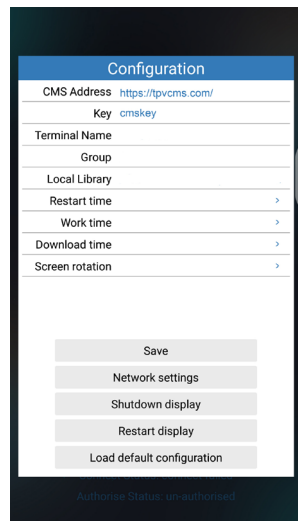 Configuration
CMS Address https://tpvcms.com/
Key cmskey
Terminal Name
Group
Local Library
Restart time >
Work time >
Download time >
Screen rotation >
Save
Network settings
Shutdown display
Restart display
Load default configuration
Authorise Status: un-authorised